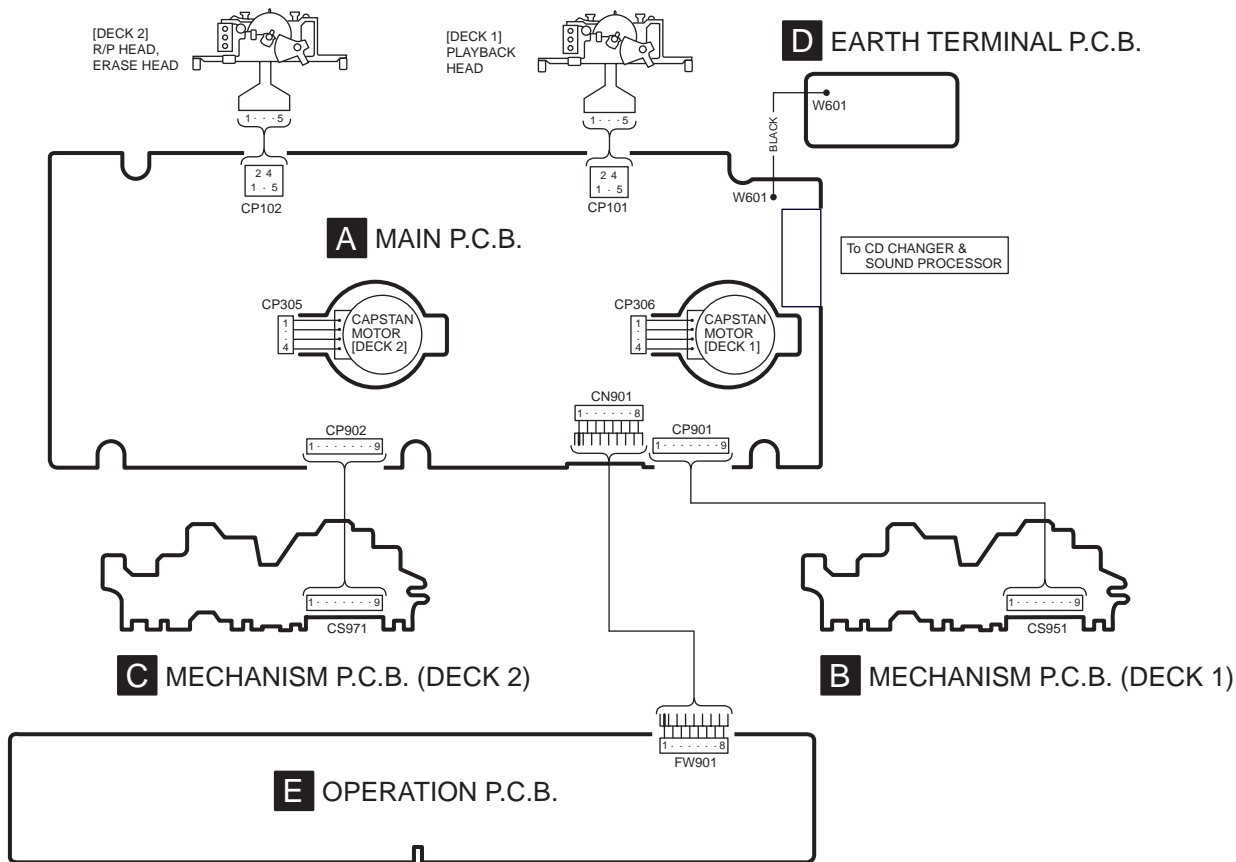 [DECK 2]
R/P HEAD,
ERASE HEAD
[DECK 1]
PLAYBACK
HEAD
D EARTH TERMINAL P.C.B.
W601
BLACK
1 · · · 5
1 · · · 5
2 4
1 · 5
CP102
2 4
1 · 5
CP101
W601
A MAIN P.C.B.
To CD CHANGER &
SOUND PROCESSOR
CP305
1
·
·
4
CAPSTAN
MOTOR
[DECK 2]
CP306
1
·
·
4
CAPSTAN
MOTOR
[DECK 1]
CN901
1 · · · · · · 8
CP902
1 · · · · · · · 9
CP901
1 · · · · · · · 9
1 · · · · · · · 9
CS971
1 · · · · · · · 9
CS951
C MECHANISM P.C.B. (DECK 2)
B MECHANISM P.C.B. (DECK 1)
1 · · · · · · 8
FW901
E OPERATION P.C.B.